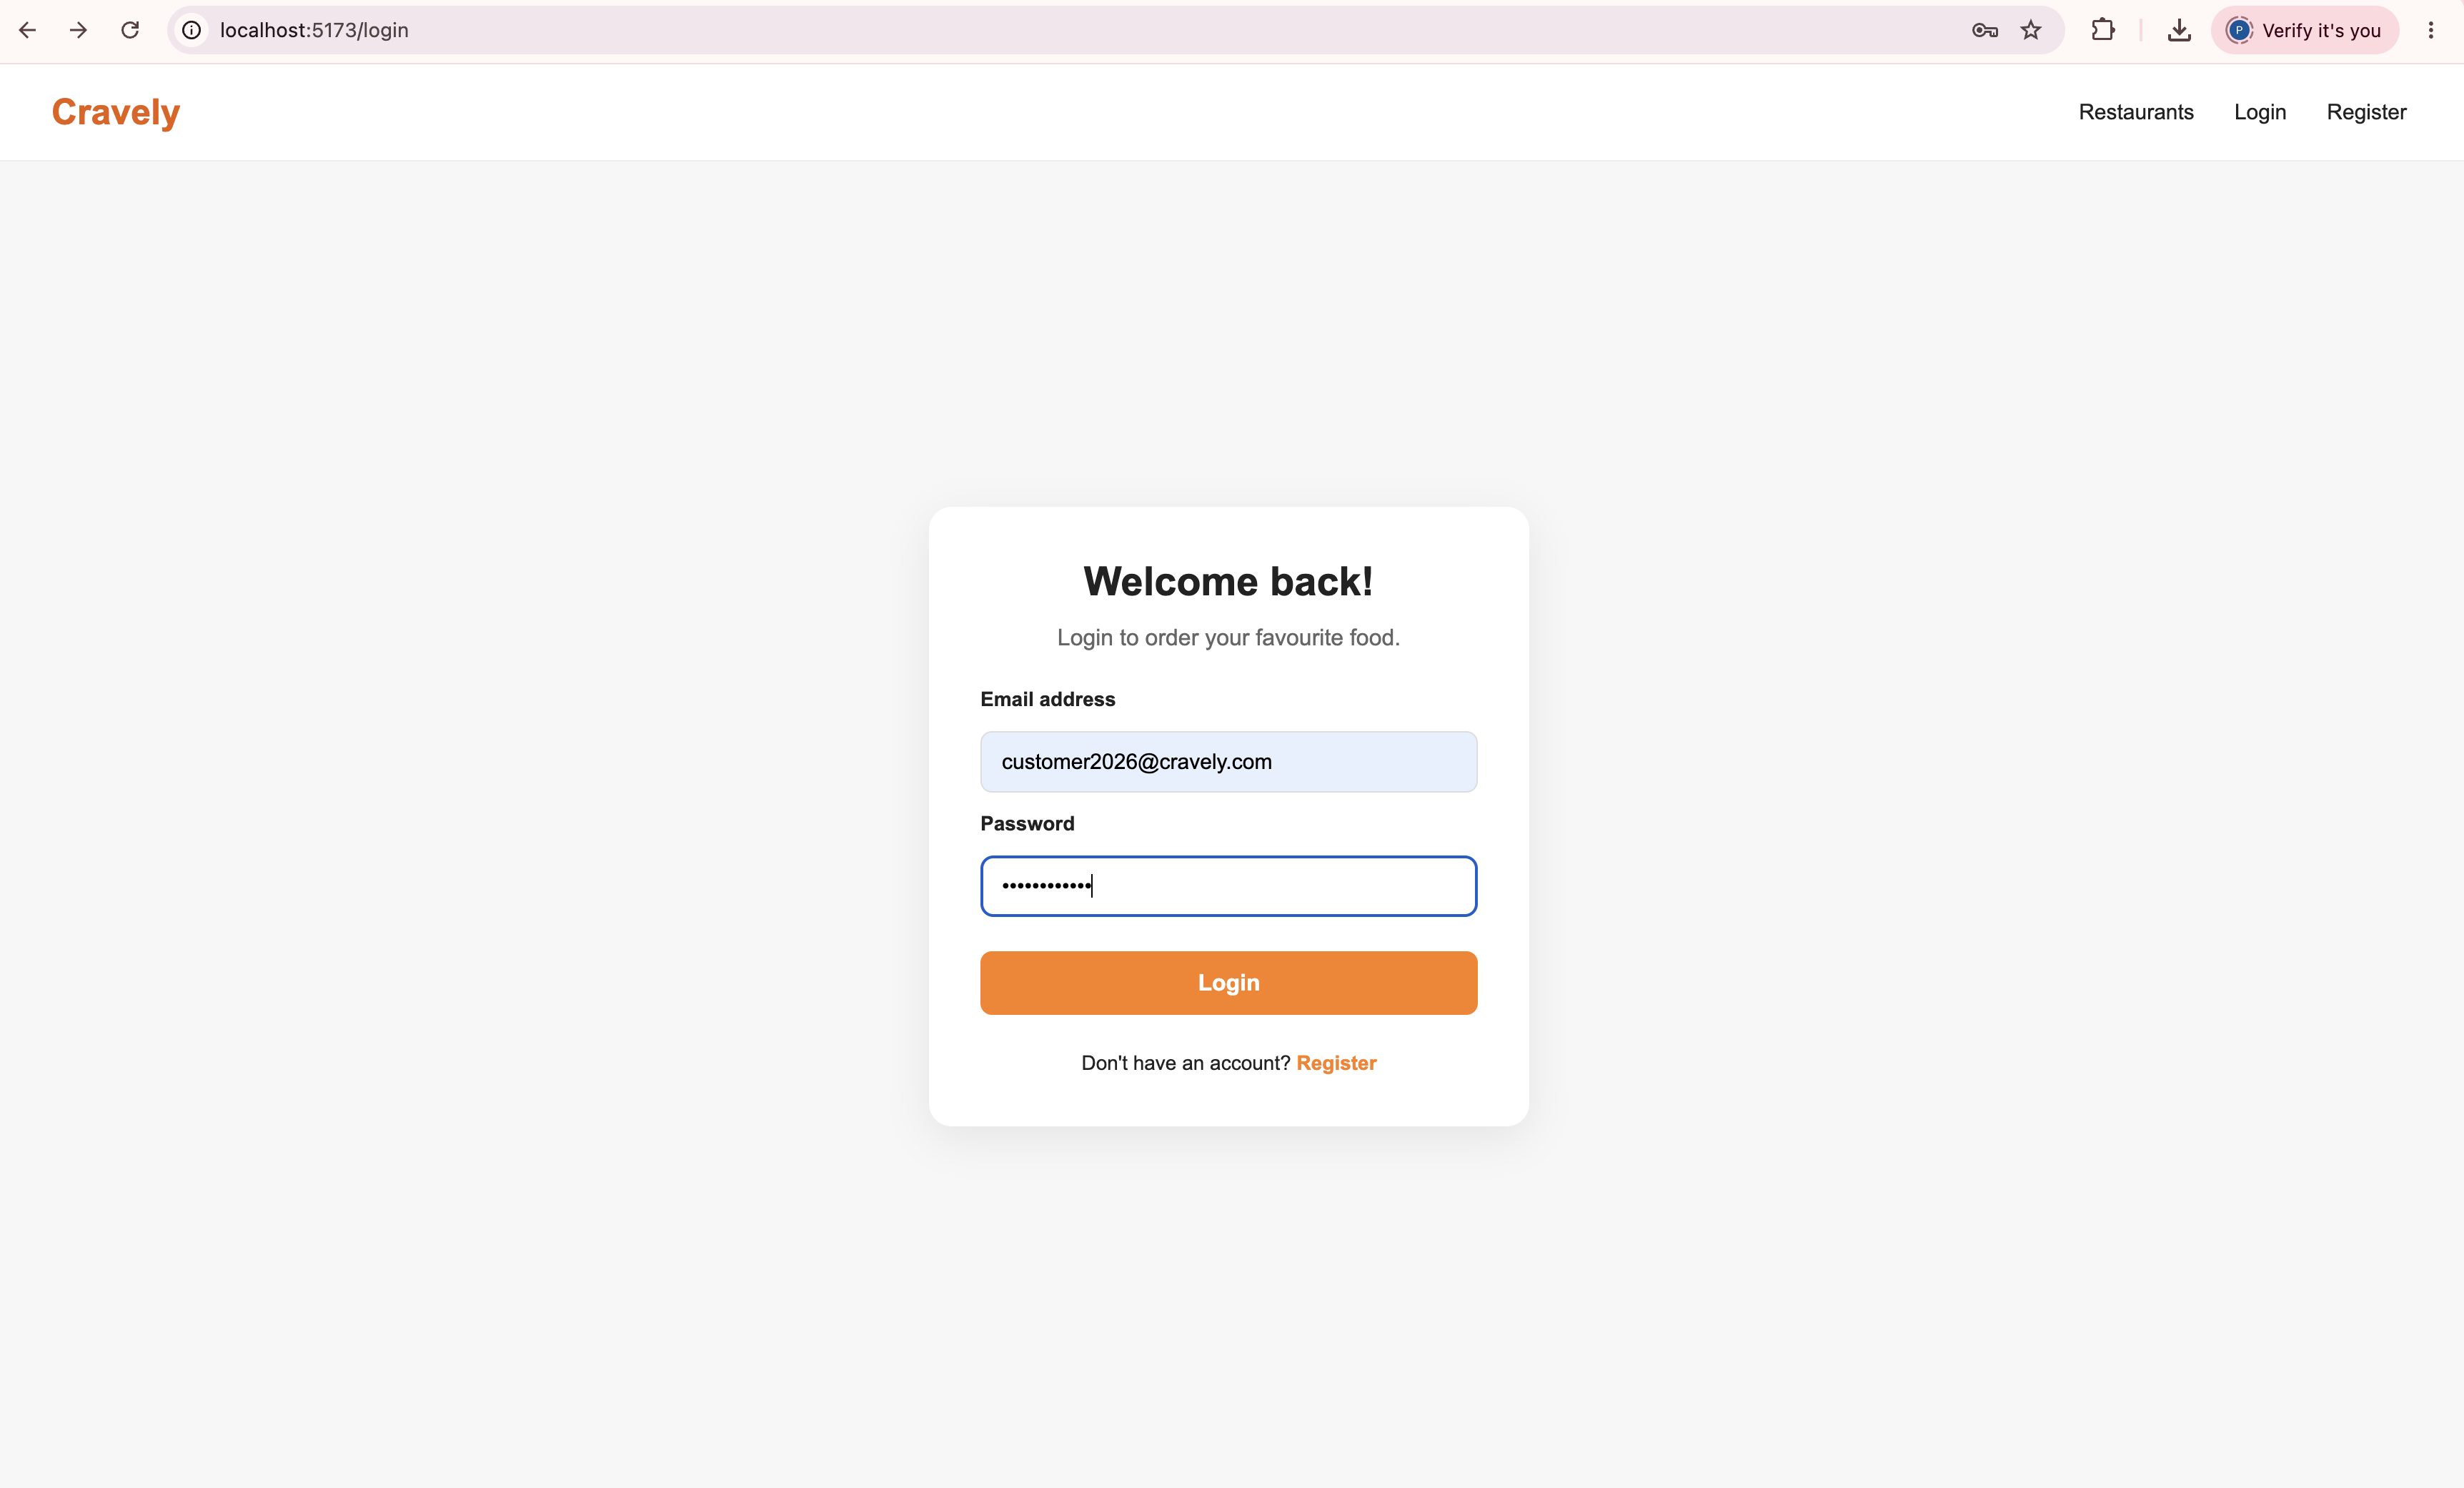 localhost:5173/login
P
Verify it's you
Cravely
Restaurants
Login
Register
Welcome back!
Login to order your favourite food.
Email address
customer2026@cravely.com
Password
••••••••••••
Login
Don't have an account? Register